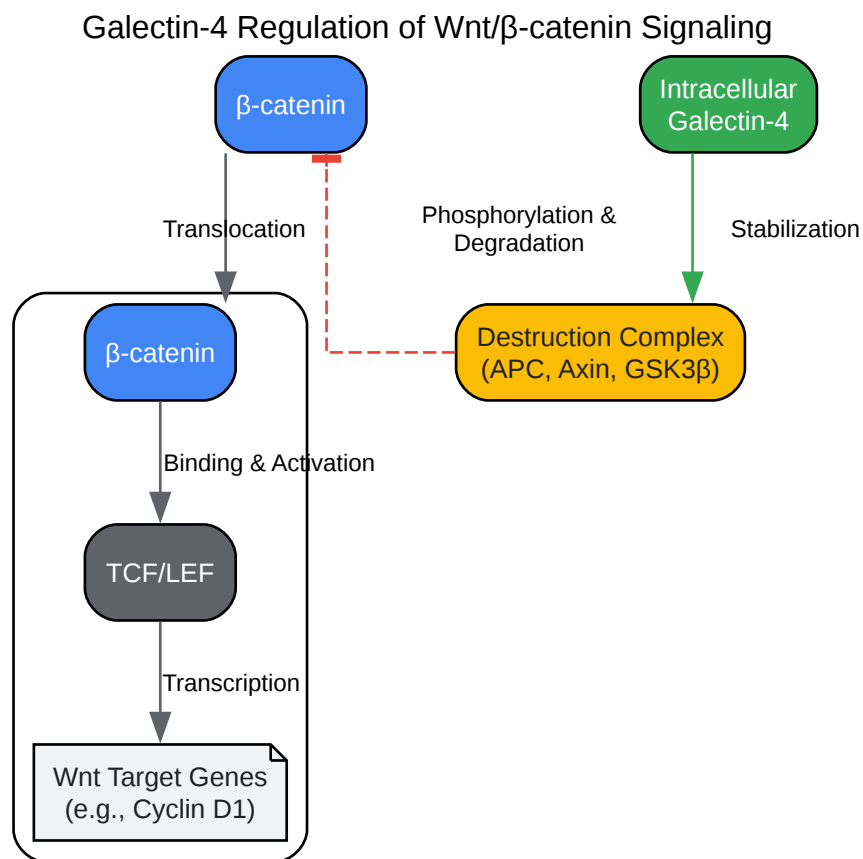 Galectin-4 Regulation of Wnt/β-catenin Signaling
β-catenin
Intracellular
Galectin-4
Translocation
Phosphorylation &
Degradation
Stabilization
β-catenin
Destruction Complex
(APC, Axin, GSK3β)
Binding & Activation
TCF/LEF
Transcription
Wnt Target Genes
(e.g., Cyclin D1)